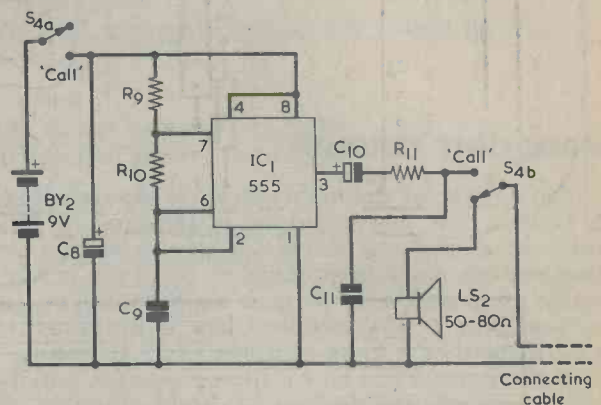 S4a
'Call'
+
BY2
9V
+
C8
R9
R10
C9
4
8
7
6
2
IC1
555
3
1
+
C10
R11
'Call'
S4b
C11
LS2
50-80Ω
Connecting
cable